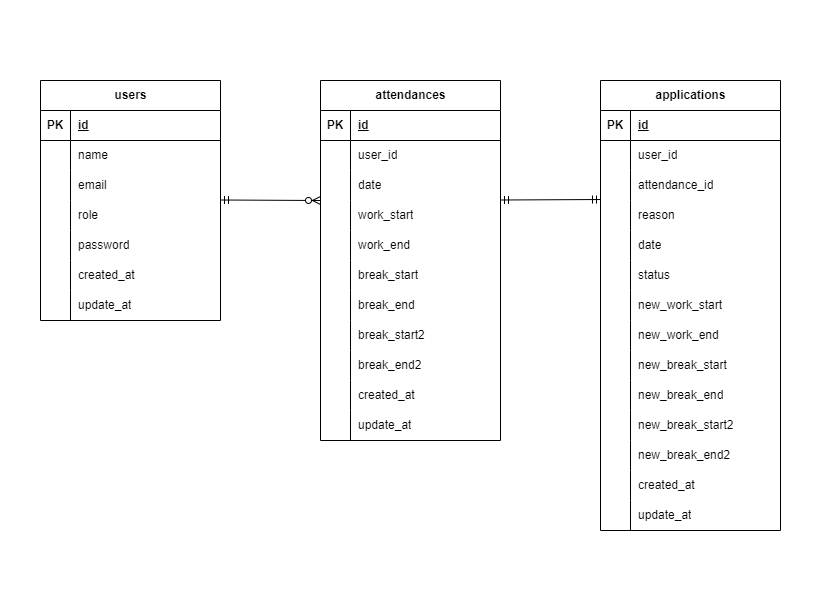 users
PK id
name
email
role
password
created_at
update_at
attendances
PK id
user_id
date
work_start
work_end
break_start
break_end
break_start2
break_end2
created_at
update_at
applications
PK id
user_id
attendance_id
reason
date
status
new_work_start
new_work_end
new_break_start
new_break_end
new_break_start2
new_break_end2
created_at
update_at